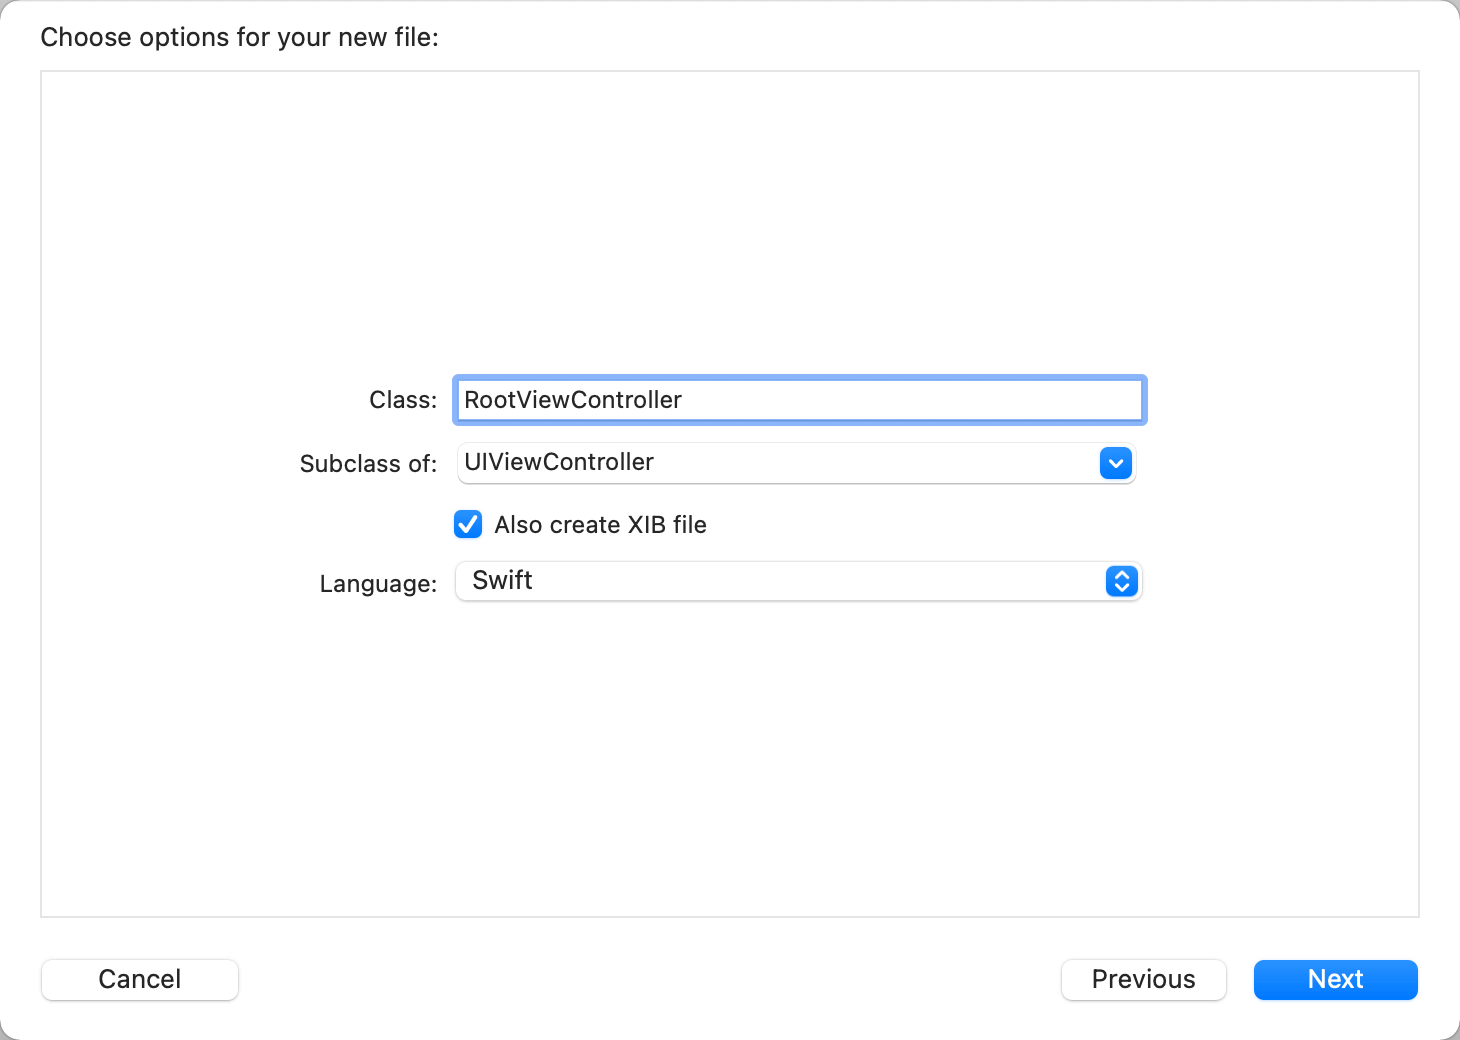 Choose options for your new file:
Class: RootViewController
Subclass of: UIViewController
Also create XIB file
Language: Swift
Cancel Previous Next